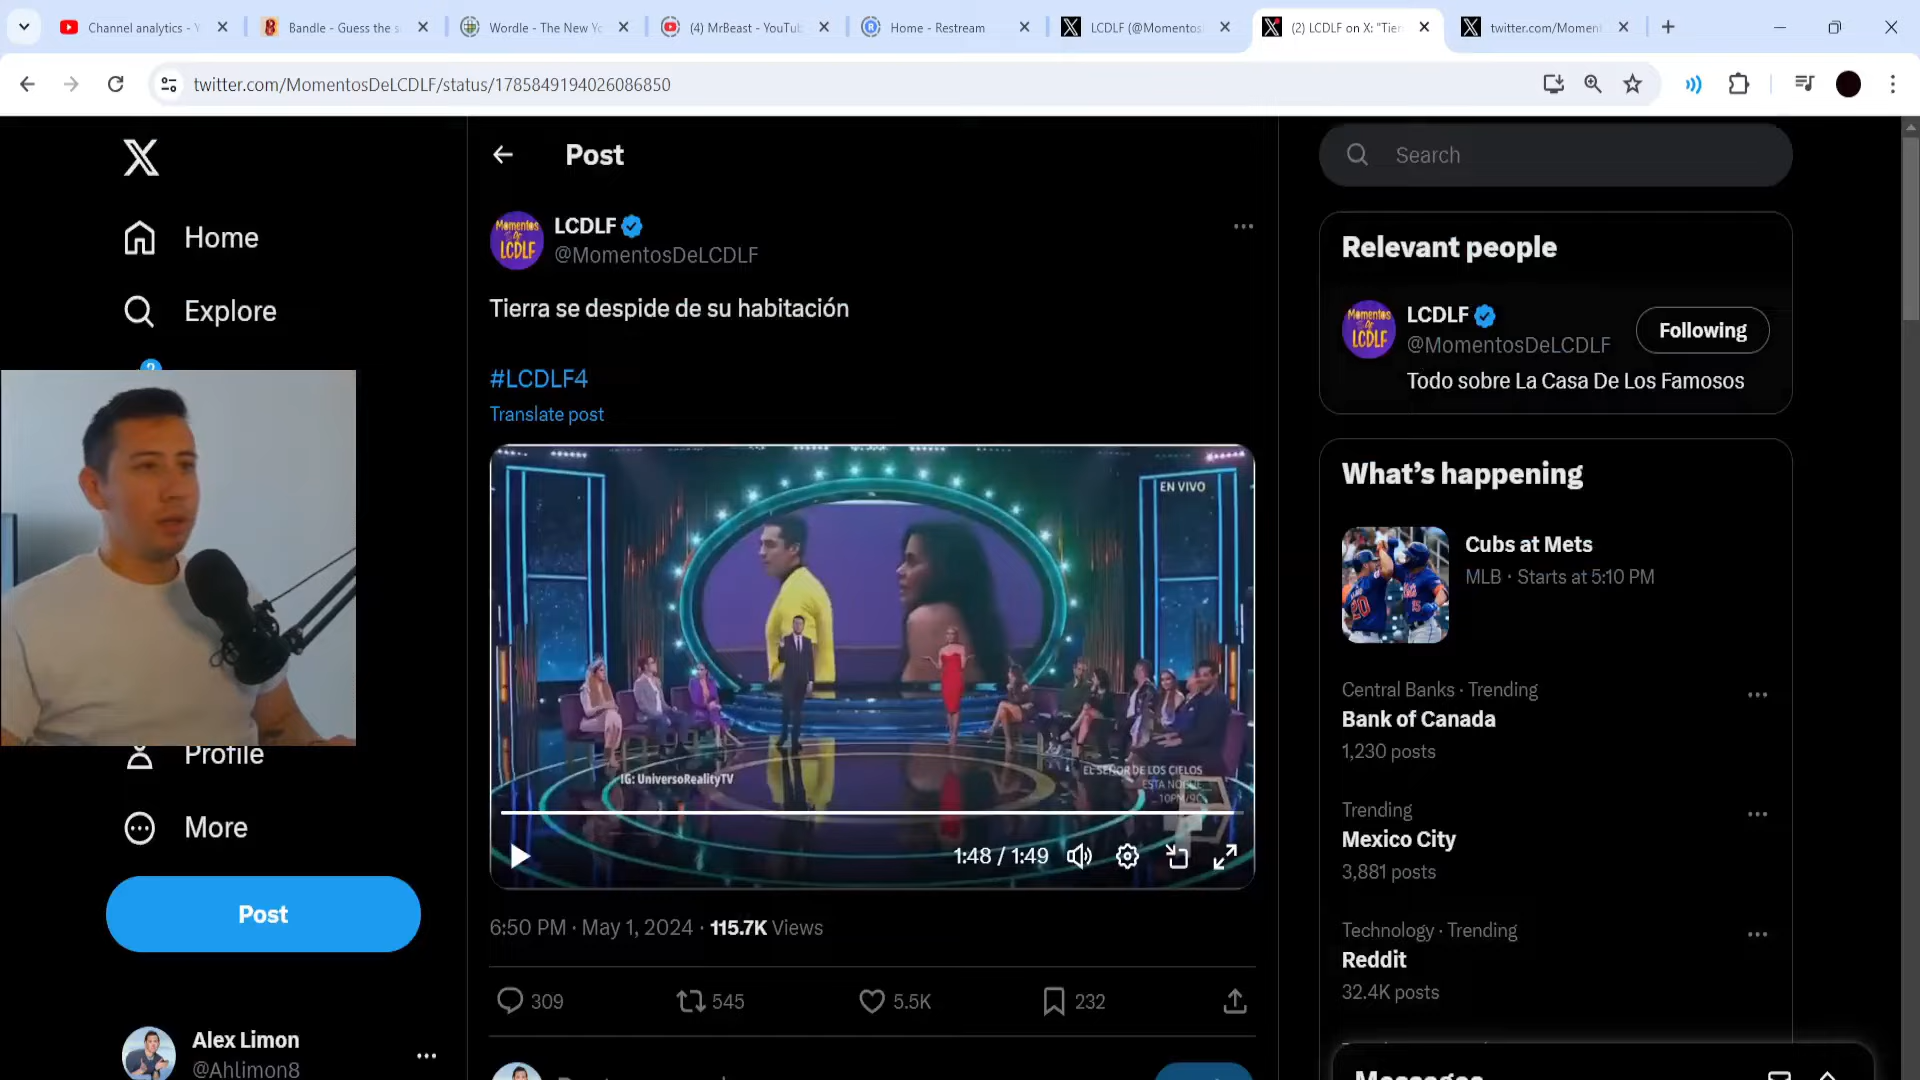 Channel analytics - Y
Bandle - Guess the s
Wordle - The New Yo
(4) MrBeast - YouTub
Home - Restream
LCDLF (@Momentos
(2) LCDLF on X: "Tier
twitter.com/Moment
twitter.com/MomentosDeLCDLF/status/1785849194026086850
Home
Explore
2
Profile
More
Post
Alex Limon
@Ahlimon8
Post
Momentos
LCDLF
LCDLF
@MomentosDeLCDLF
Tierra se despide de su habitación
#LCDLF4
Translate post
EN VIVO
IG: UniversoRealityTV
EL SEÑOR DE LOS CIELOS
1:48 / 1:49
6:50 PM · May 1, 2024 · 115.7K Views
309
545
5.5K
232
Search
Relevant people
Momentos
LCDLF
LCDLF
@MomentosDeLCDLF
Following
Todo sobre La Casa De Los Famosos
What's happening
Cubs at Mets
MLB · Starts at 5:10 PM
Central Banks · Trending
Bank of Canada
1,230 posts
Trending
Mexico City
3,881 posts
Technology · Trending
Reddit
32.4K posts
Messages